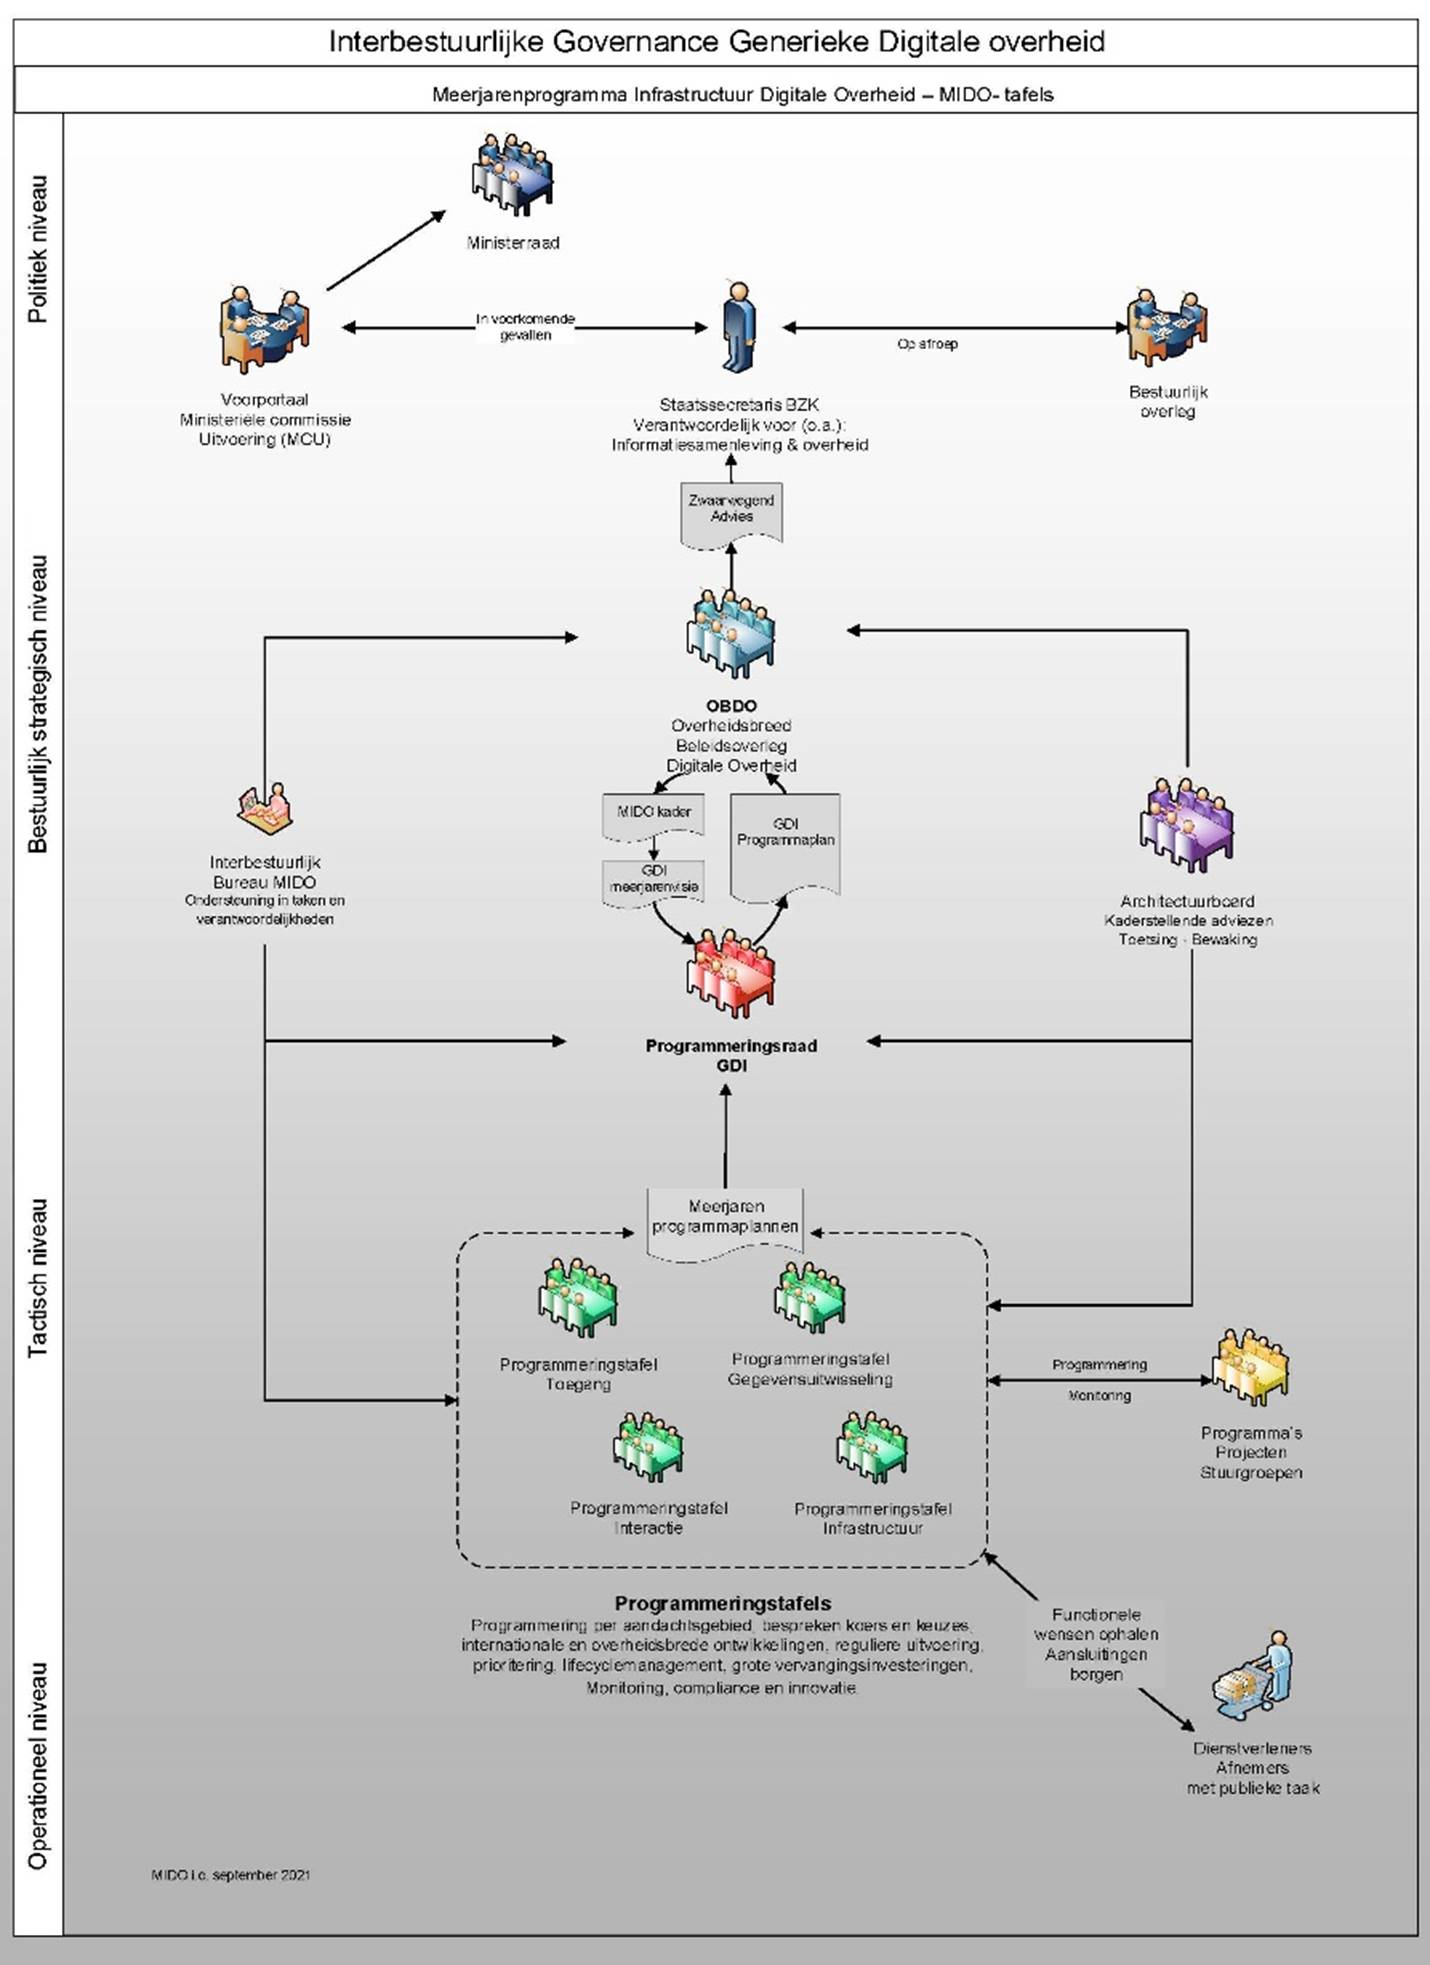 Interbestuurlijke Governance Generieke Digitale overheid
Meerjarenprogramma Infrastructuur Digitale Overheid – MIDO- tafels
Politiek niveau
Ministerraad
In voorkomende
gevallen
Op afroep
Voorportaal
Ministeriële commissie
Uitvoering (MCU)
Staatssecretaris BZK
Verantwoordelijk voor (o.a.):
Informatiesamenleving & overheid
Bestuurlijk
overleg
Zwaarwegend
Advies
Bestuurlijk strategisch niveau
OBDO
Overheidsbreed
Beleidsoverleg
Digitale Overheid
MIDO kader
GDI
meerjarenvisie
GDI
Programmaplan
Interbestuurlijk
Bureau MIDO
Ondersteuning in taken en
verantwoordelijkheden
Architectuurboard
Kaderstellende adviezen
Toetsing - Bewaking
Programmeringsraad
GDI
Tactisch niveau
Meerjaren
programmaplannen
Programmeringstafel
Toegang
Programmeringstafel
Gegevensuitwisseling
Programmeringstafel
Interactie
Programmeringstafel
Infrastructuur
Programmering
Monitoring
Programma's
Projecten
Stuurgroepen
Programmeringstafels
Programmering per aandachtsgebied, bespreken koers en keuzes,
internationale en overheidsbrede ontwikkelingen, reguliere uitvoering,
prioritering, lifecyclemanagement, grote vervangingsinvesteringen,
Monitoring, compliance en innovatie.
Functionele
wensen ophalen
Aansluitingen
borgen
Operationeel niveau
Dienstverleners
Afnemers
met publieke taak
MIDO i.o. september 2021